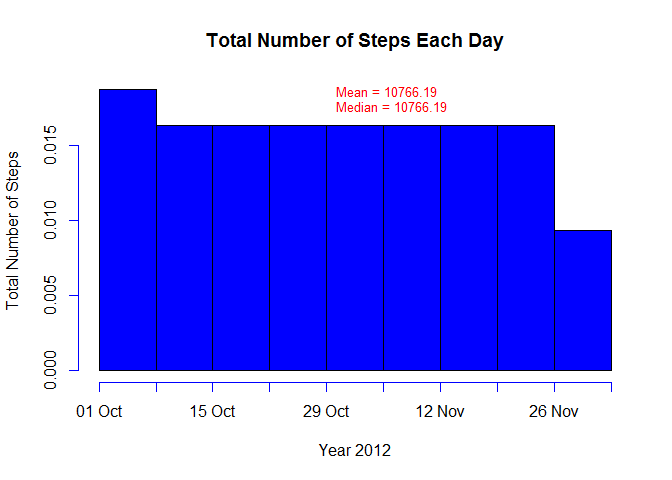 Total Number of Steps Each Day
Mean = 10766.19
Median = 10766.19
Total Number of Steps
0.015
0.010
0.005
0.000
01 Oct
15 Oct
29 Oct
12 Nov
26 Nov
Year 2012